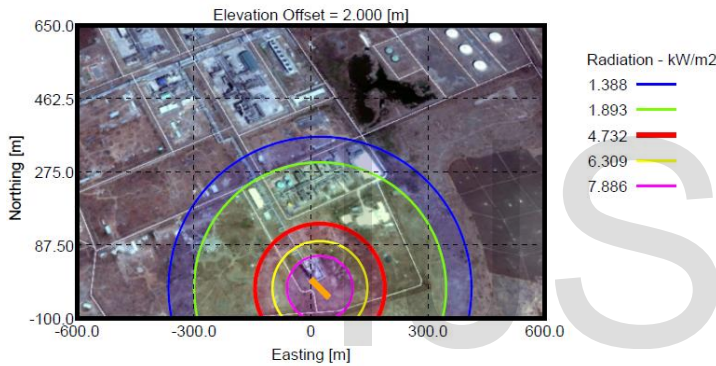 Elevation Offset = 2.000 [m]
650.0
462.5
275.0
87.50
-100.0
Northing [m]
-600.0 -300.0 0 300.0 600.0
Easting [m]
Radiation - kW/m2
1.388
1.893
4.732
6.309
7.886